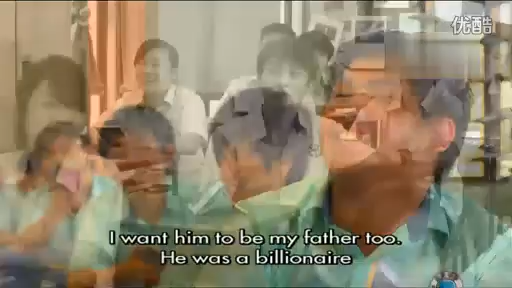 优酷
I want him to be my father too.
He was a billionaire